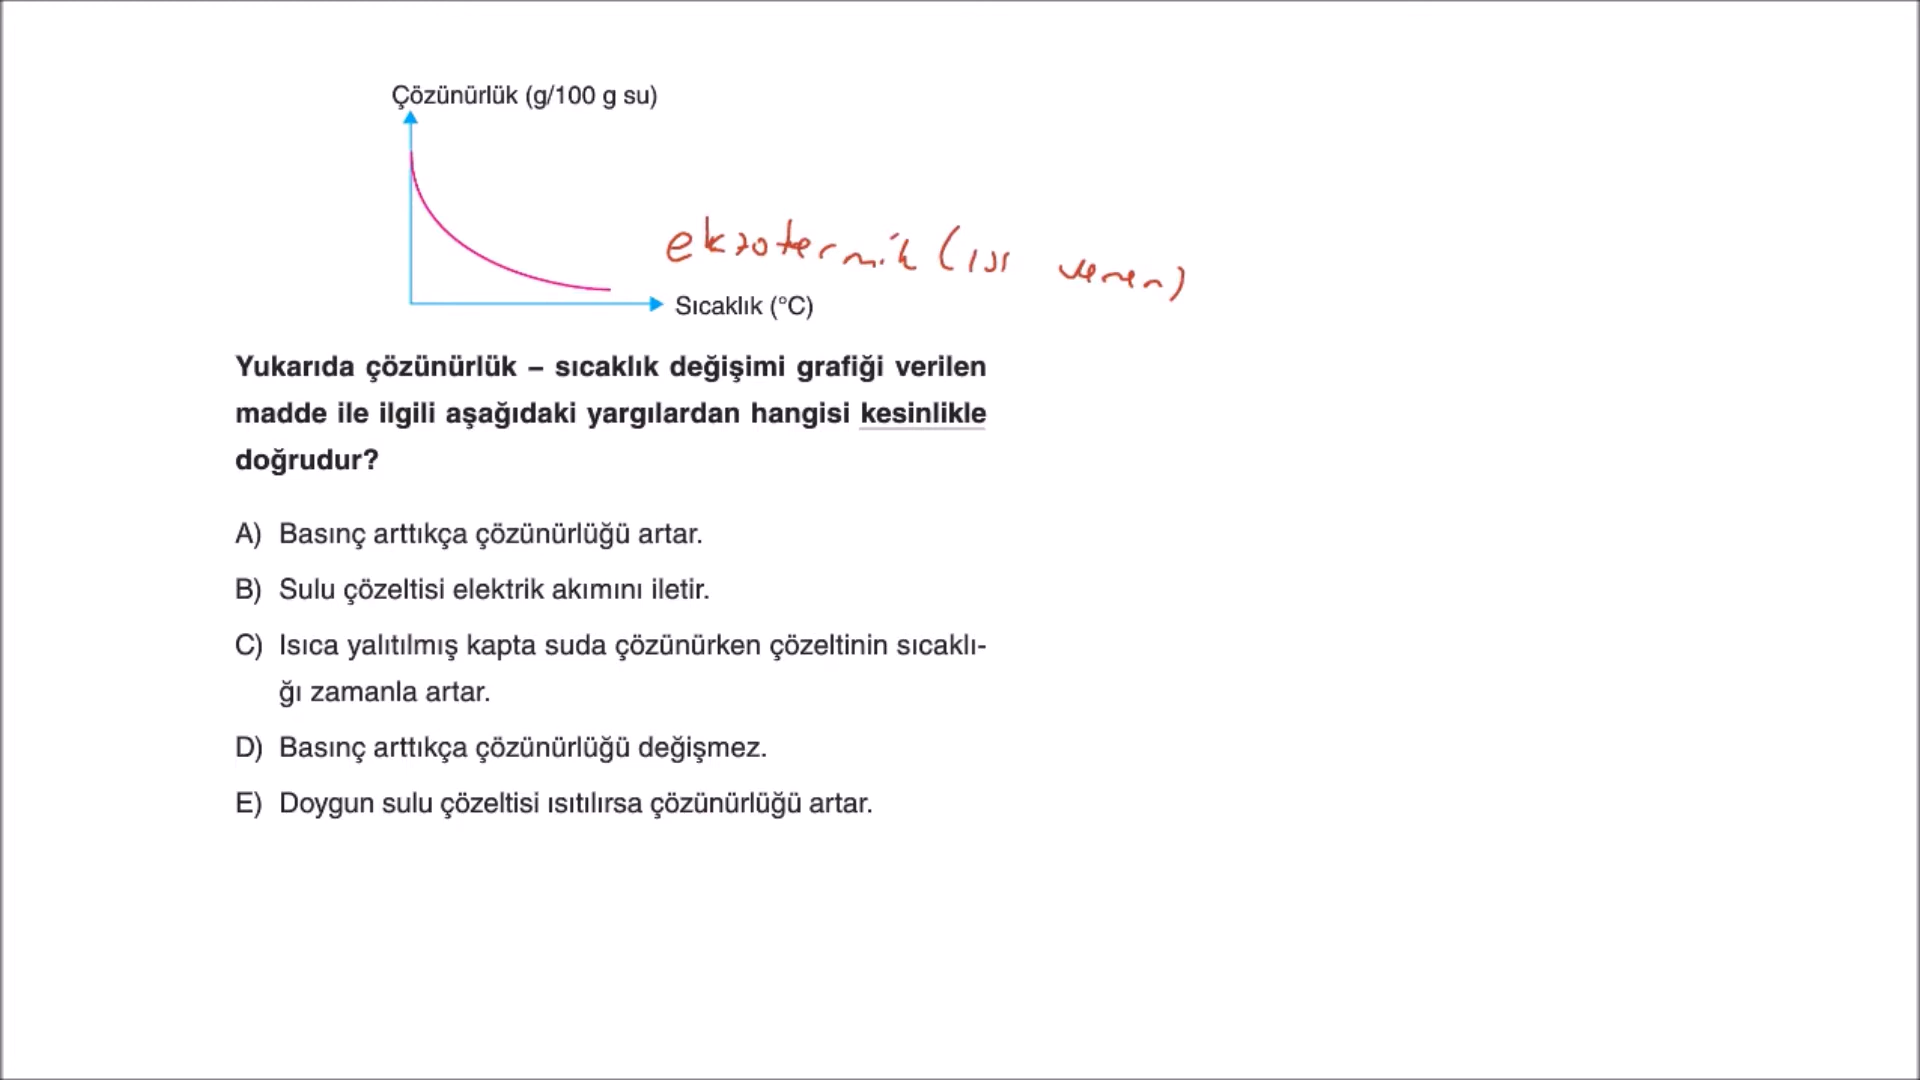 Çözünürlük (g/100 g su)
ekzotermik (ısı veren)
Sıcaklık (°C)
Yukarıda çözünürlük – sıcaklık değişimi grafiği verilen
madde ile ilgili aşağıdaki yargılardan hangisi kesinlikle
doğrudur?
A) Basınç arttıkça çözünürlüğü artar.
B) Sulu çözeltisi elektrik akımını iletir.
C) Isıca yalıtılmış kapta suda çözünürken çözeltinin sıcaklı-
ğı zamanla artar.
D) Basınç arttıkça çözünürlüğü değişmez.
E) Doygun sulu çözeltisi ısıtılırsa çözünürlüğü artar.